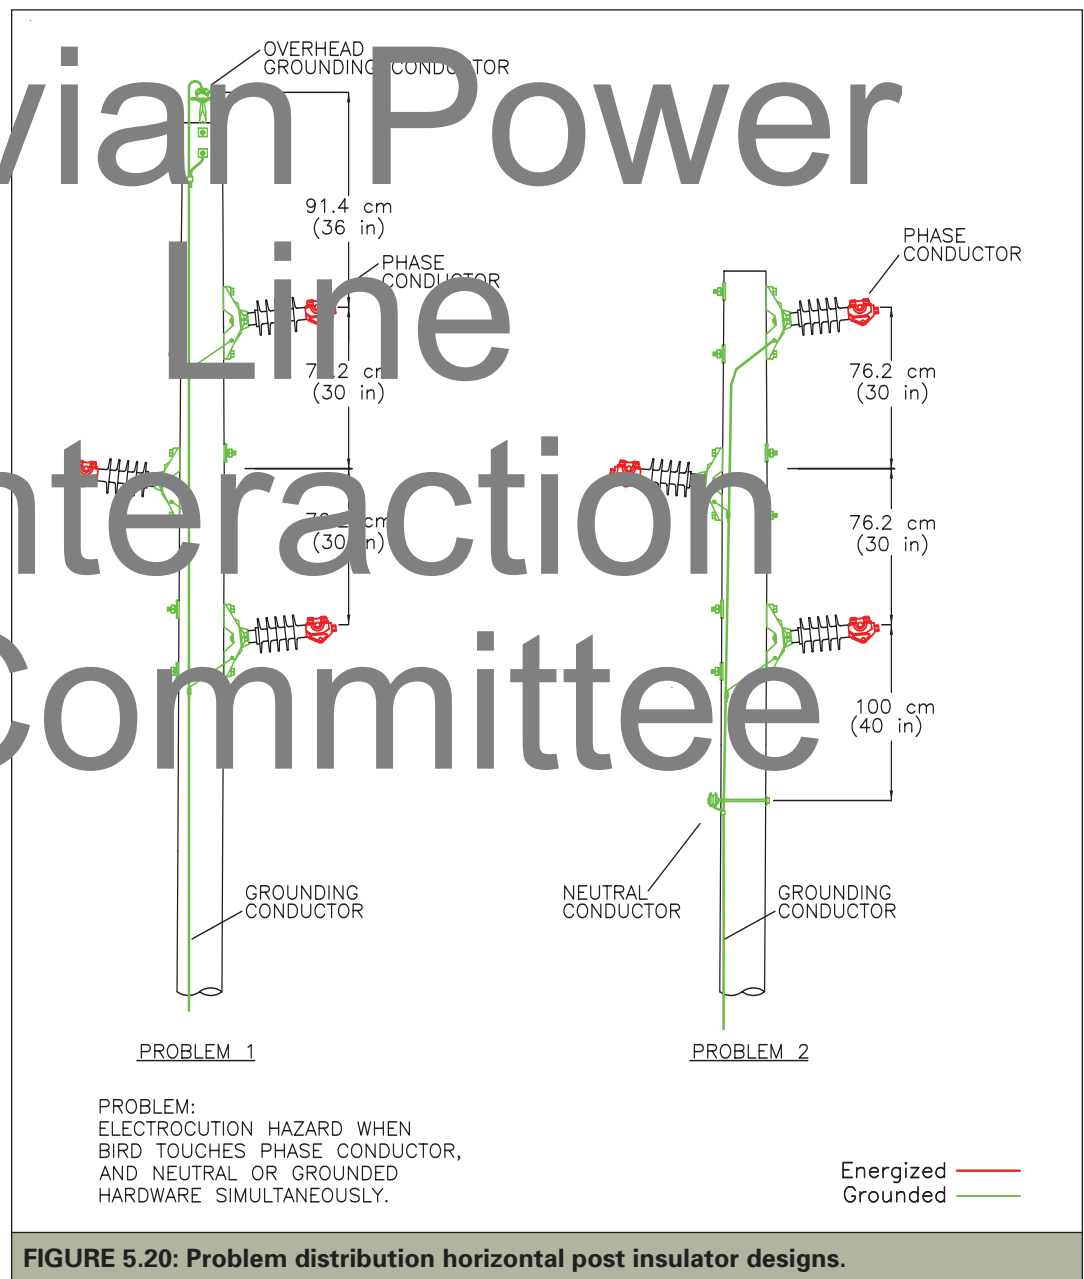 OVERHEAD
GROUNDING CONDUCTOR
vian Power
91.4 cm
(36 in)
PHASE
CONDUCTOR
PHASE
CONDUCTOR
Line
(30 in)
76.2 cm
(30 in)
nteraction
(30 in)
76.2 cm
(30 in)
Committee
100 cm
(40 in)
GROUNDING
CONDUCTOR
NEUTRAL
CONDUCTOR
GROUNDING
CONDUCTOR
PROBLEM 1
PROBLEM 2
PROBLEM:
ELECTROCUTION HAZARD WHEN
BIRD TOUCHES PHASE CONDUCTOR,
AND NEUTRAL OR GROUNDED
HARDWARE SIMULTANEOUSLY.
Energized
Grounded
FIGURE 5.20: Problem distribution horizontal post insulator designs.